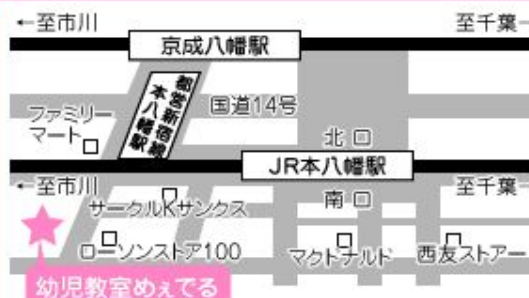 ←至市川
至千葉→
京成八幡駅
都営新宿線
本八幡駅
国道14号
ファミリー
マート
北口
JR本八幡駅
←至市川
南口
至千葉→
サークルKサンクス
ローソンストア100
マクドナルド
西友ストアー
幼児教室めぇてる